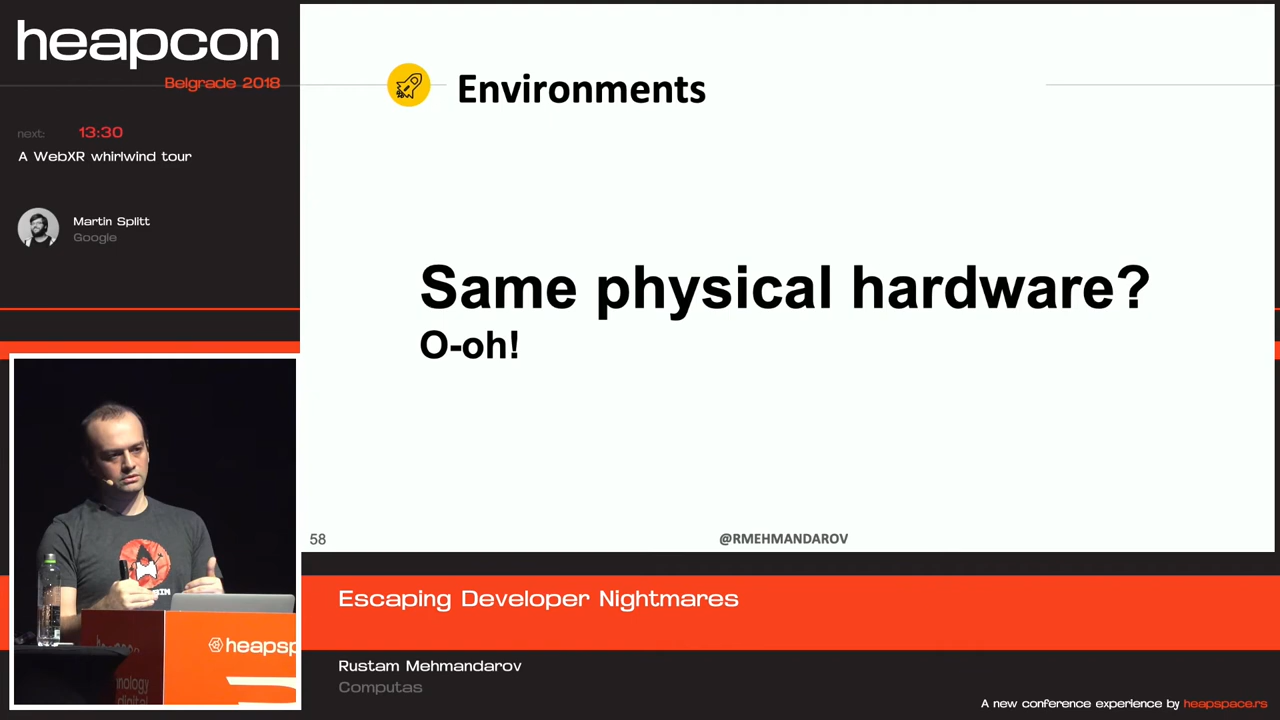 heapcon
Belgrade 2018
next: 13:30
A WebXR whirlwind tour
Martin Splitt
Google
Environments
Same physical hardware?
O-oh!
58
@RMEHMANDAROV
Escaping Developer Nightmares
Rustam Mehmandarov
Computas
A new conference experience by heapspace.rs